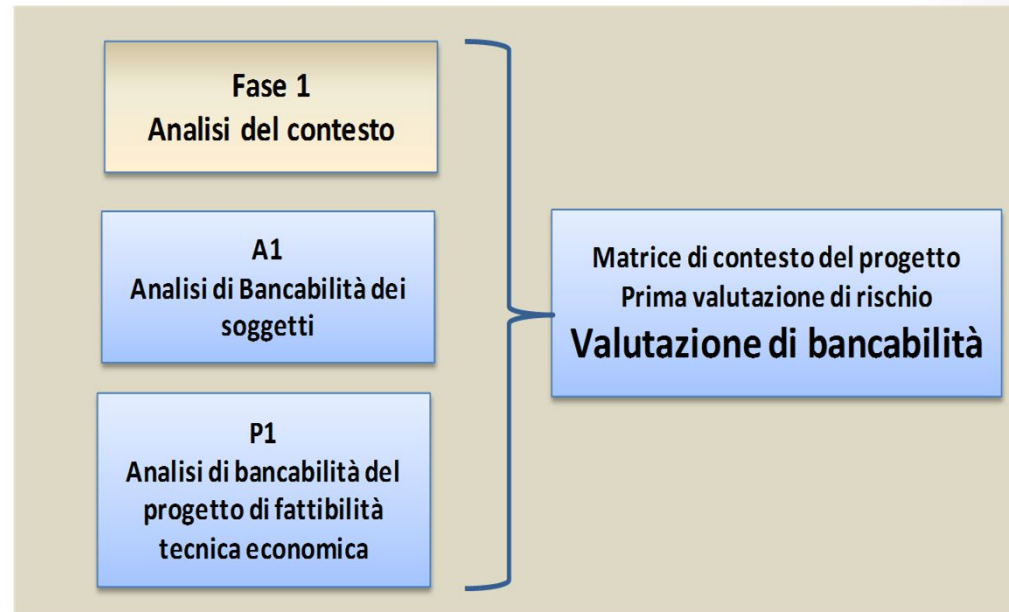 Fase 1
Analisi del contesto
A1
Analisi di Bancabilità dei
soggetti
P1
Analisi di bancabilità del
progetto di fattibilità
tecnica economica
Matrice di contesto del progetto
Prima valutazione di rischio
Valutazione di bancabilità